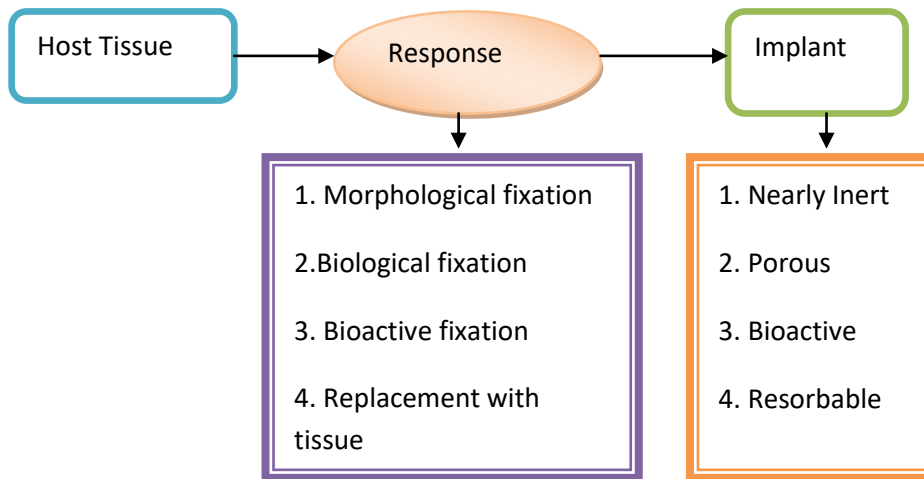 Host Tissue
Response
Implant
1. Morphological fixation
2.Biological fixation
3. Bioactive fixation
4. Replacement with
tissue
1. Nearly Inert
2. Porous
3. Bioactive
4. Resorbable